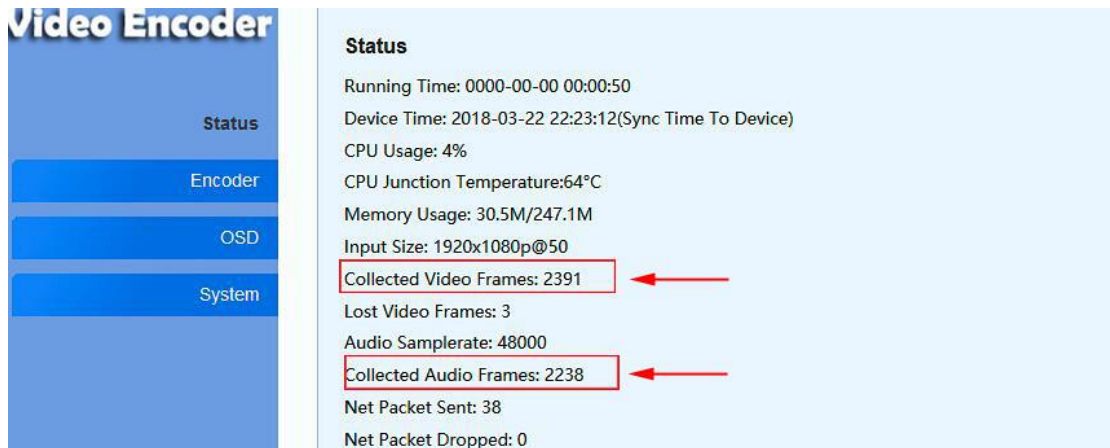 Video Encoder
Status
Encoder
OSD
System
Status
Running Time: 0000-00-00 00:00:50
Device Time: 2018-03-22 22:23:12(Sync Time To Device)
CPU Usage: 4%
CPU Junction Temperature:64°C
Memory Usage: 30.5M/247.1M
Input Size: 1920x1080p@50
Collected Video Frames: 2391
Lost Video Frames: 3
Audio Samplerate: 48000
Collected Audio Frames: 2238
Net Packet Sent: 38
Net Packet Dropped: 0